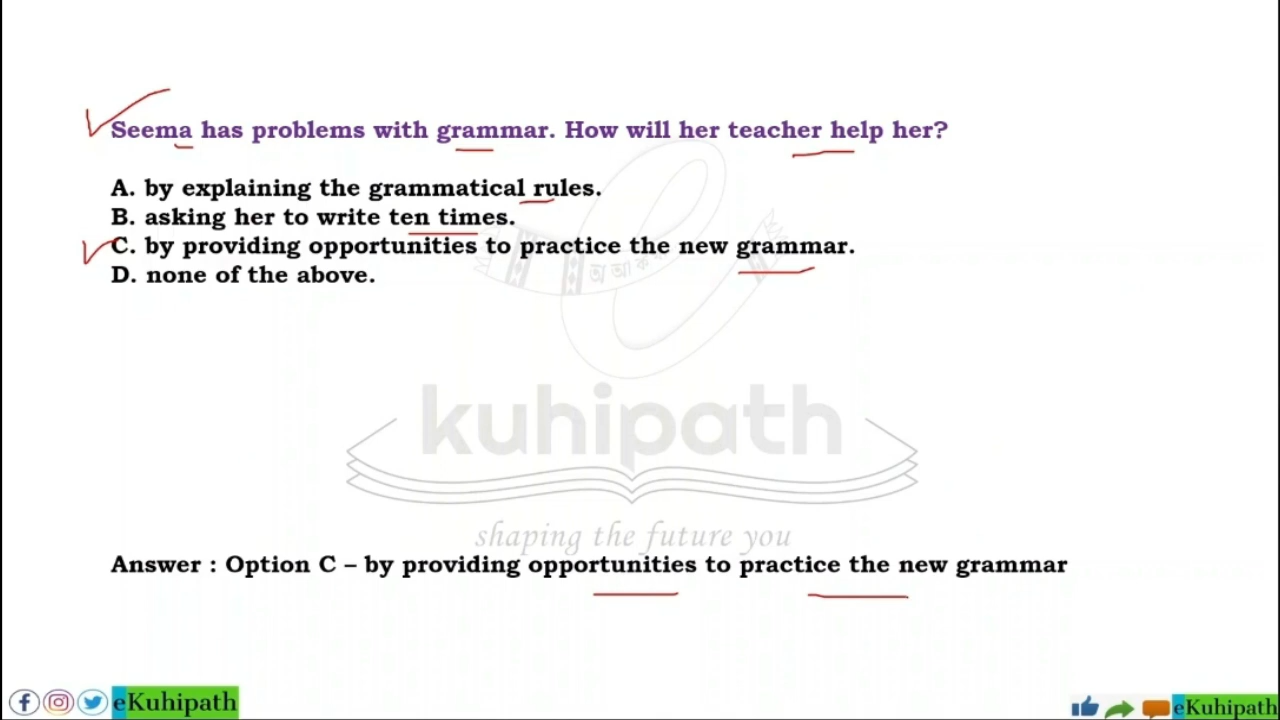 Seema has problems with grammar. How will her teacher help her?
A. by explaining the grammatical rules.
B. asking her to write ten times.
C. by providing opportunities to practice the new grammar.
D. none of the above.
অ আ ক
kuhipath
shaping the future you
Answer : Option C – by providing opportunities to practice the new grammar
eKuhipath
eKuhipath